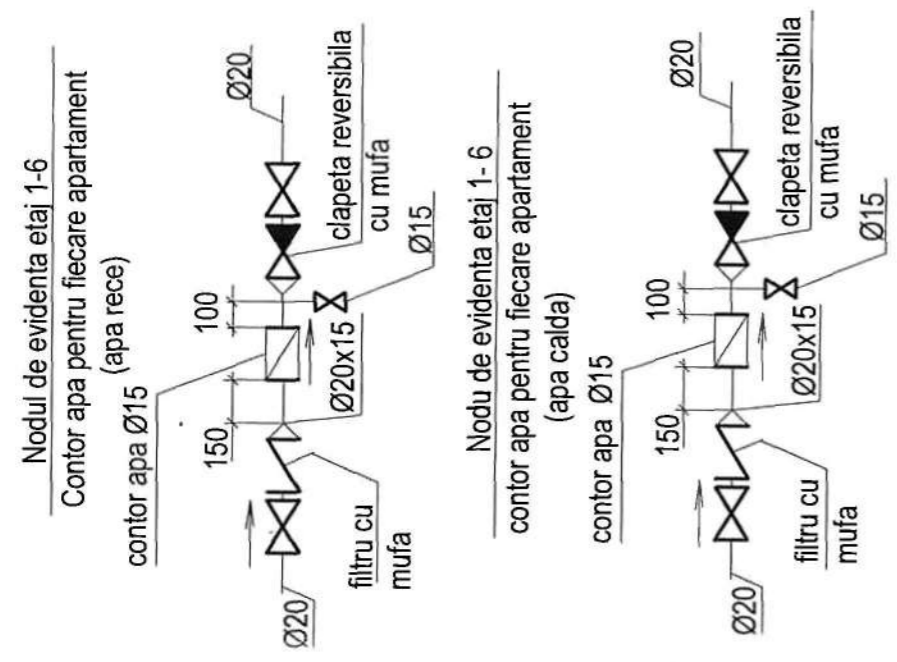 Nodul de evidenta etaj 1-6
Contor apa pentru fiecare apartament
(apa rece)
contor apa Ø15
150
100
Ø20
Ø20
Ø20x15
Ø15
filtru cu
mufa
clapeta reversibila
cu mufa
Nodu de evidenta etaj 1- 6
contor apa pentru fiecare apartament
(apa calda)
contor apa Ø15
150
100
Ø20
Ø20
Ø20x15
Ø15
filtru cu
mufa
clapeta reversibila
cu mufa